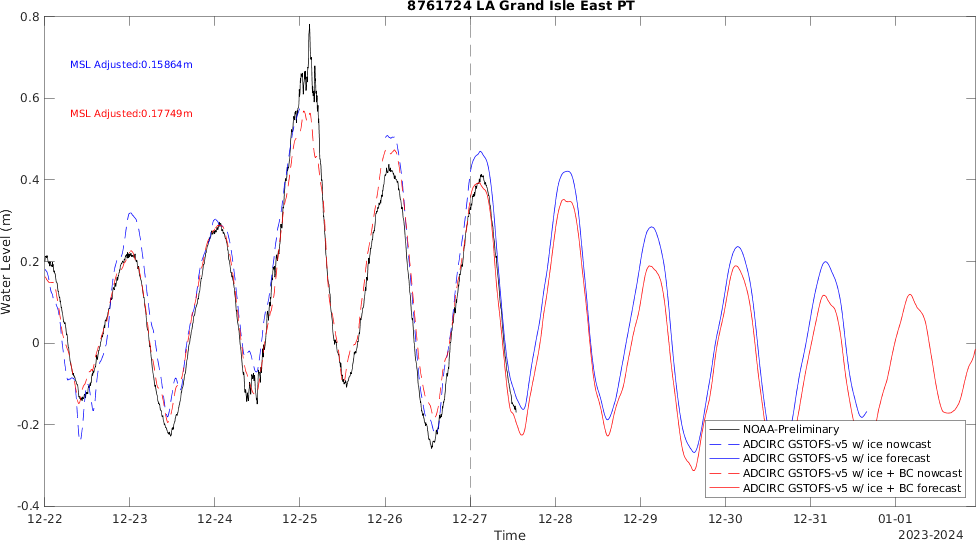 8761724 LA Grand Isle East PT
MSL Adjusted:0.15864m
MSL Adjusted:0.17749m
Water Level (m)
0.8
0.6
0.4
0.2
0
-0.2
-0.4
NOAA-Preliminary
ADCIRC GSTOFS-v5 w/ ice nowcast
ADCIRC GSTOFS-v5 w/ ice forecast
ADCIRC GSTOFS-v5 w/ ice + BC nowcast
ADCIRC GSTOFS-v5 w/ ice + BC forecast
12-22 12-23 12-24 12-25 12-26 12-27 12-28 12-29 12-30 12-31 01-01
Time
2023-2024